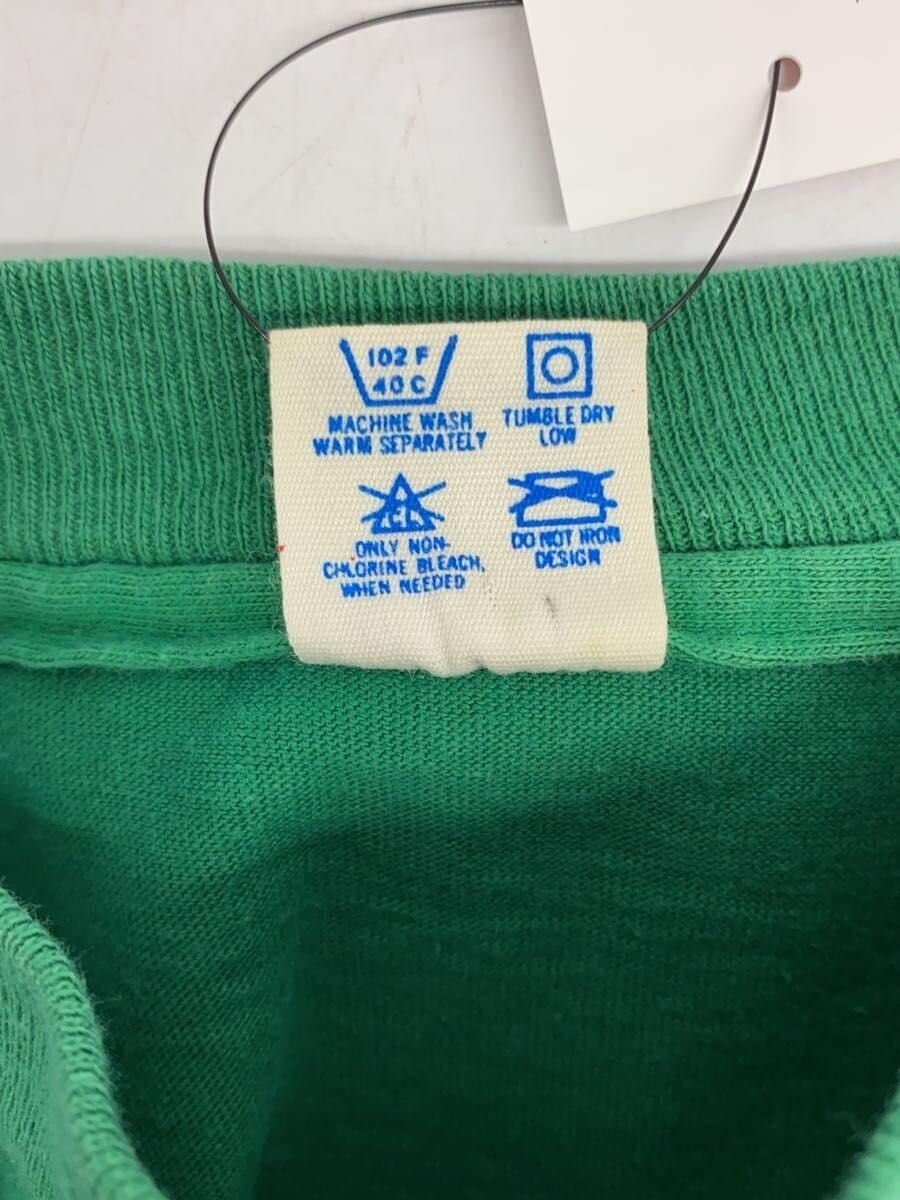 102 F
40 C
MACHINE WASH
WARM SEPARATELY
TUMBLE DRY
LOW
CL
ONLY NON-
CHLORINE BLEACH,
WHEN NEEDED
DO NOT IRON
DESIGN